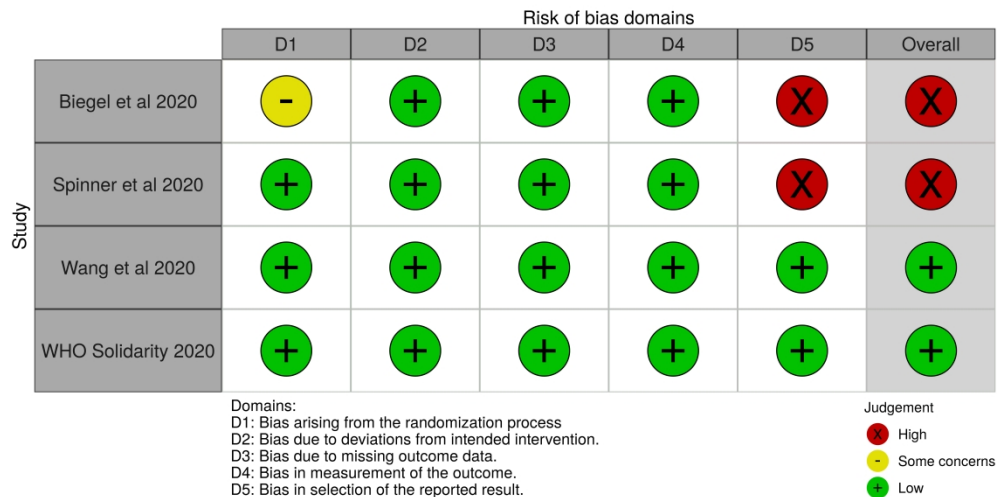 Risk of bias domains
D1 D2 D3 D4 D5 Overall
Study
Biegel et al 2020 - + + + X X
Spinner et al 2020 + + + + X X
Wang et al 2020 + + + + + +
WHO Solidarity 2020 + + + + + +
Domains:
D1: Bias arising from the randomization process
D2: Bias due to deviations from intended intervention.
D3: Bias due to missing outcome data.
D4: Bias in measurement of the outcome.
D5: Bias in selection of the reported result.
Judgement
X High
- Some concerns
+ Low